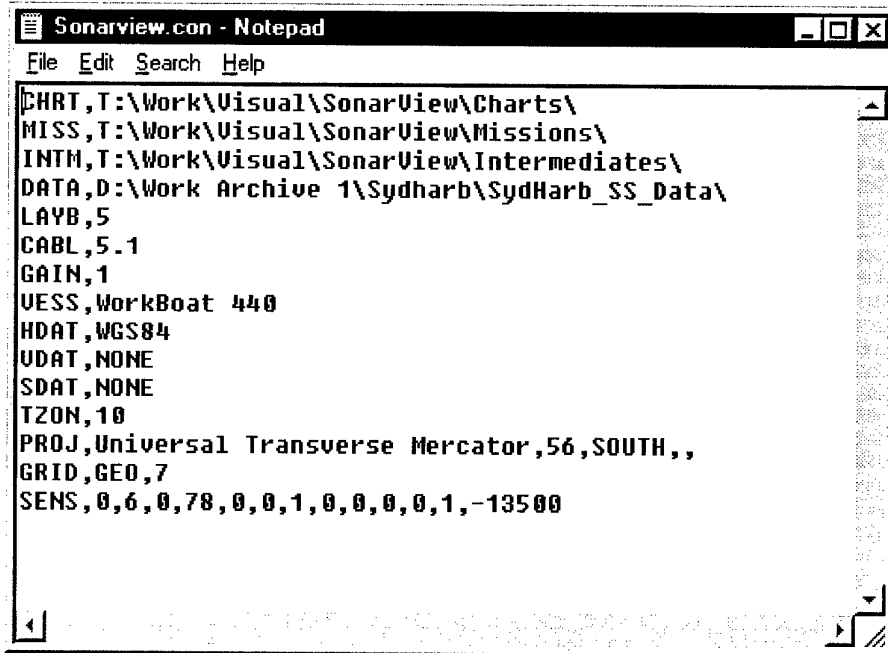 Sonarview.con - Notepad
File Edit Search Help
CHRT,T:\Work\Visual\SonarView\Charts\
MISS,T:\Work\Visual\SonarView\Missions\
INTM,T:\Work\Visual\SonarView\Intermediates\
DATA,D:\Work Archive 1\Sydharb\SydHarb_SS_Data\
LAYB,5
CABL,5.1
GAIN,1
VESS,WorkBoat 440
HDAT,WGS84
VDAT,NONE
SDAT,NONE
TZON,10
PROJ,Universal Transverse Mercator,56,SOUTH,,
GRID,GEO,7
SENS,0,6,0,78,0,0,1,0,0,0,0,1,-13500